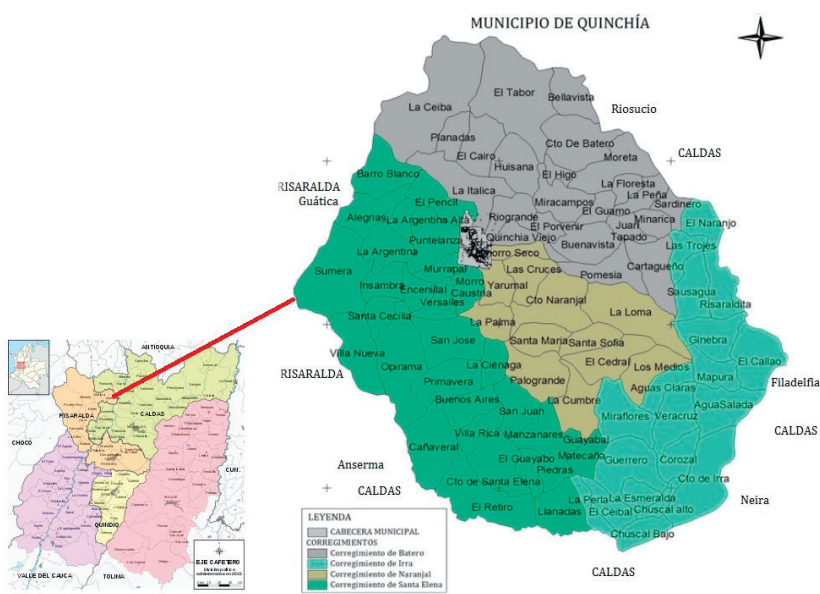 MUNICIPIO DE QUINCHÍA
El Tabor
Bellavista
La Ceiba
Riosucio
Planadas
Cto De Batero
CALDAS
El Cairo
Moreta
Huisana
El Higo
Barro Blanco
La Floresta
RISARALDA
La Italica
La Peña
Guática
El Pencil
Miracampos
Sardinero
El Guamo
Alegrias
La Argentina Alta
Riogrande
Minarica
El Naranjo
El Porvenir
Juan
Tapado
Puntelanza
Quinchia Viejo
Buenavista
Las Trojes
La Argentina
horro Seco
Cartagueño
Sumera
Murrapal
Las Cruces
Pomesia
Insambra
Encenillal
Morro
Yarumal
Sausagua
Caustria
Versalles
Cto Naranjal
Risaraldita
Santa Cecilia
La Palma
La Loma
San Jose
Santa Maria
Santa Sofia
Ginebra
Villa Nueva
El Cedral
El Callao
Opirama
La Ciénaga
Los Medios
RISARALDA
Primavera
Palogrande
Mapura
Filadelfia
Aguas Claras
Buenos Aires
La Cumbre
AguaSalada
San Juan
Miraflores
Veracruz
CALDAS
Villa Rica
Manzanares
Guayabal
Cañaveral
El Guayabo
Matecaño
Guerrero
Corozal
Anserma
Piedras
Cto de Irra
CALDAS
Cto de Santa Elena
La Perla
La Esmeralda
Neira
El Retiro
Llanadas
El Ceibal
Chuscal alto
Chuscal Bajo
CALDAS
LEYENDA
CABECERA MUNICIPAL
CORREGIMIENTOS
Corregimiento de Batero
Corregimiento de Irra
Corregimiento de Naranjal
Corregimiento de Santa Elena
ANTIOQUIA
RISARALDA
CALDAS
CHOCÓ
CUN.
QUINDIO
EJE CAFETERO
VALLE DEL CAUCA
TOLIMA